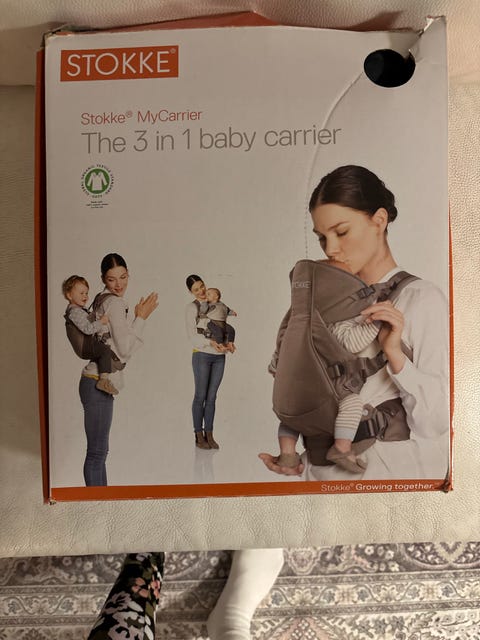 STOKKE®
Stokke® MyCarrier
The 3 in 1 baby carrier
STOKKE
Stokke® Growing together.